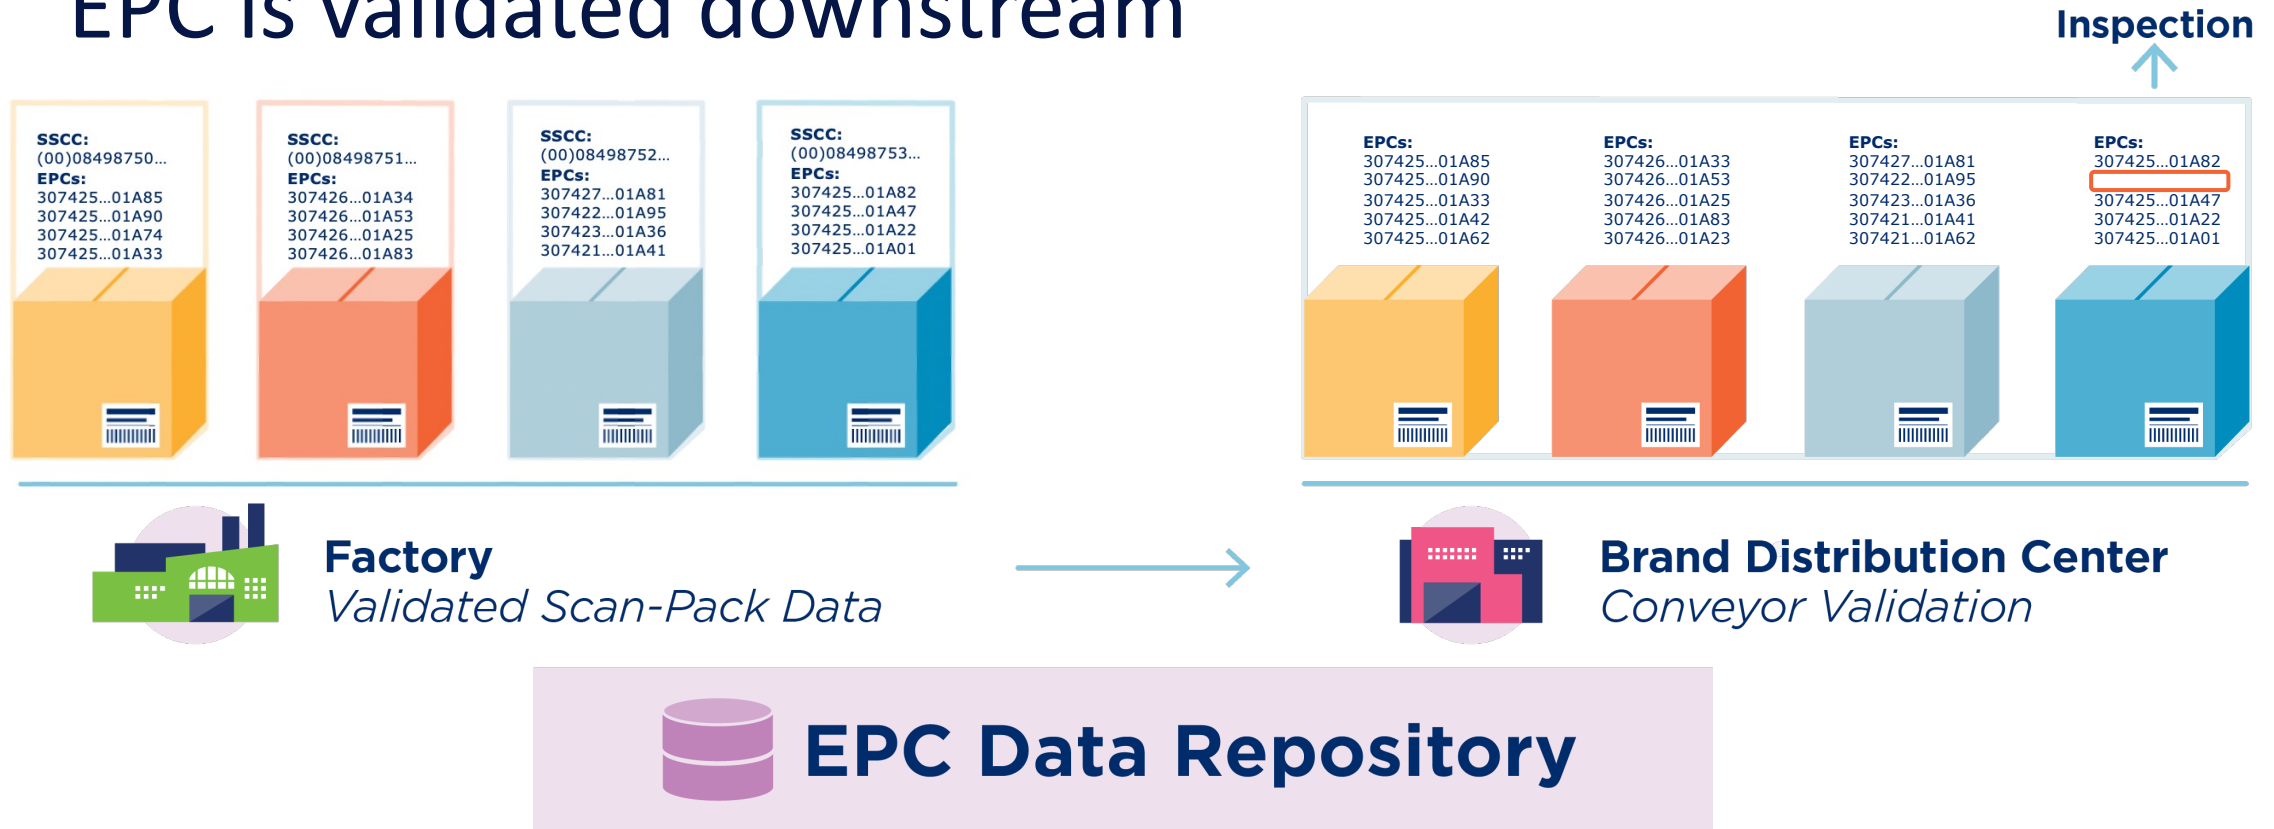 EPC is validated downstream
Inspection
SSCC:
(00)08498750...
EPCs:
307425...01A85
307425...01A90
307425...01A74
307425...01A33
SSCC:
(00)08498751...
EPCs:
307426...01A34
307426...01A53
307426...01A25
307426...01A83
SSCC:
(00)08498752...
EPCs:
307427...01A81
307422...01A95
307423...01A36
307421...01A41
SSCC:
(00)08498753...
EPCs:
307425...01A82
307425...01A47
307425...01A22
307425...01A01
EPCs:
307425...01A85
307425...01A90
307425...01A33
307425...01A42
307425...01A62
EPCs:
307426...01A33
307426...01A53
307426...01A25
307426...01A83
307426...01A23
EPCs:
307427...01A81
307422...01A95
307423...01A36
307421...01A41
307421...01A62
EPCs:
307425...01A82
307425...01A47
307425...01A22
307425...01A01
Factory
Validated Scan-Pack Data
Brand Distribution Center
Conveyor Validation
EPC Data Repository